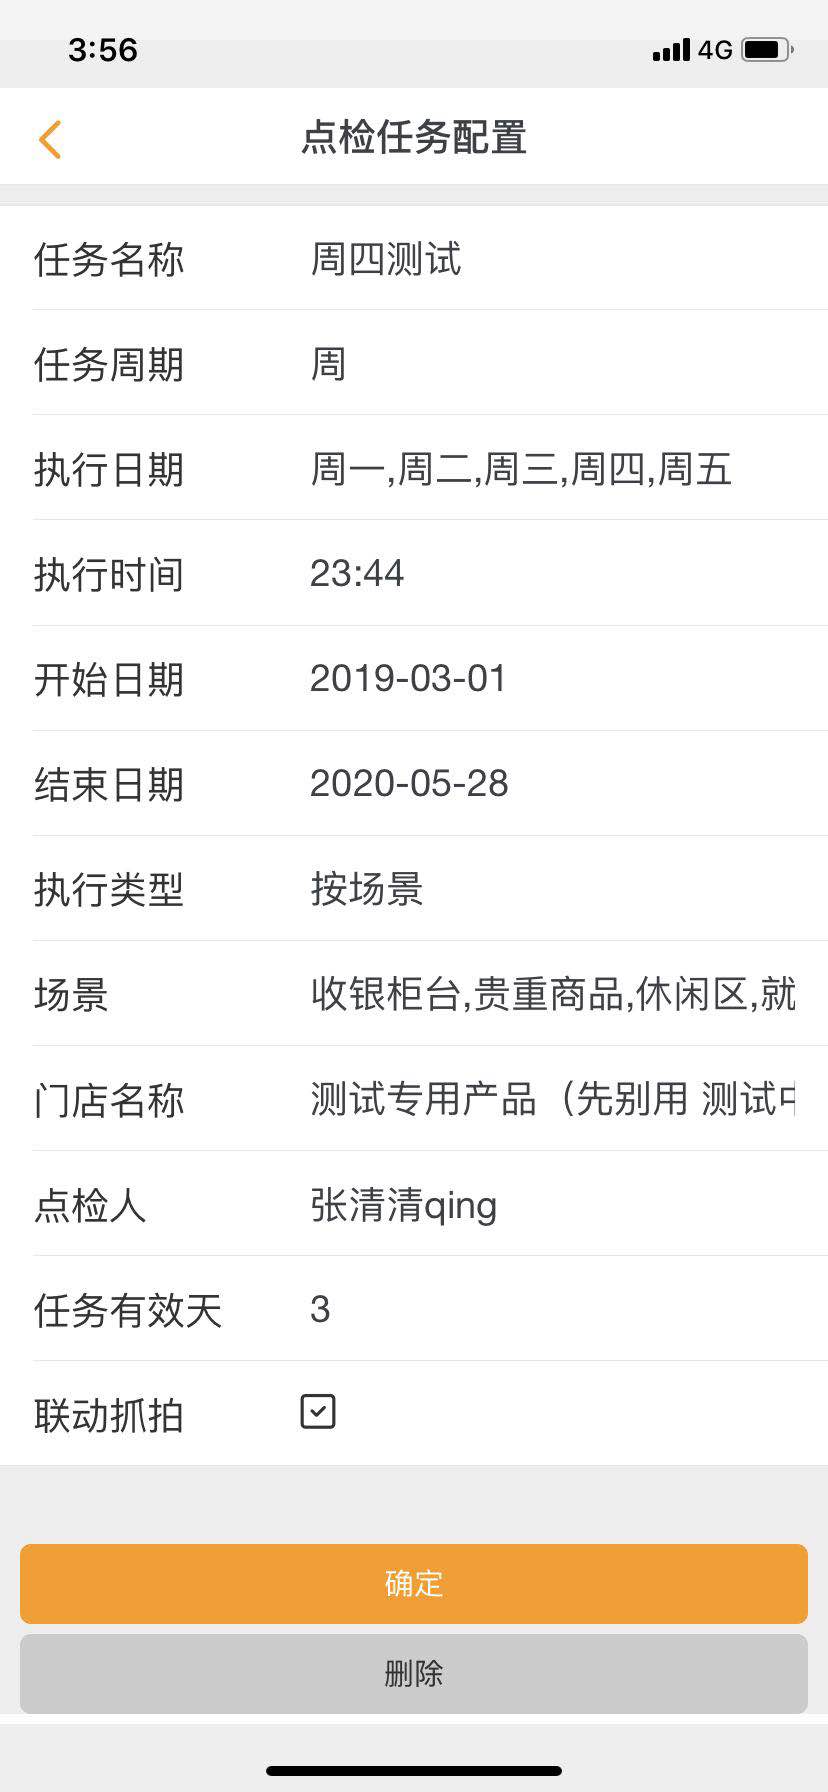 3:56 4G
点检任务配置
任务名称 周四测试
任务周期 周
执行日期 周一,周二,周三,周四,周五
执行时间 23:44
开始日期 2019-03-01
结束日期 2020-05-28
执行类型 按场景
场景 收银柜台,贵重商品,休闲区,就
门店名称 测试专用产品（先别用 测试中
点检人 张清清qing
任务有效天 3
联动抓拍
确定
删除